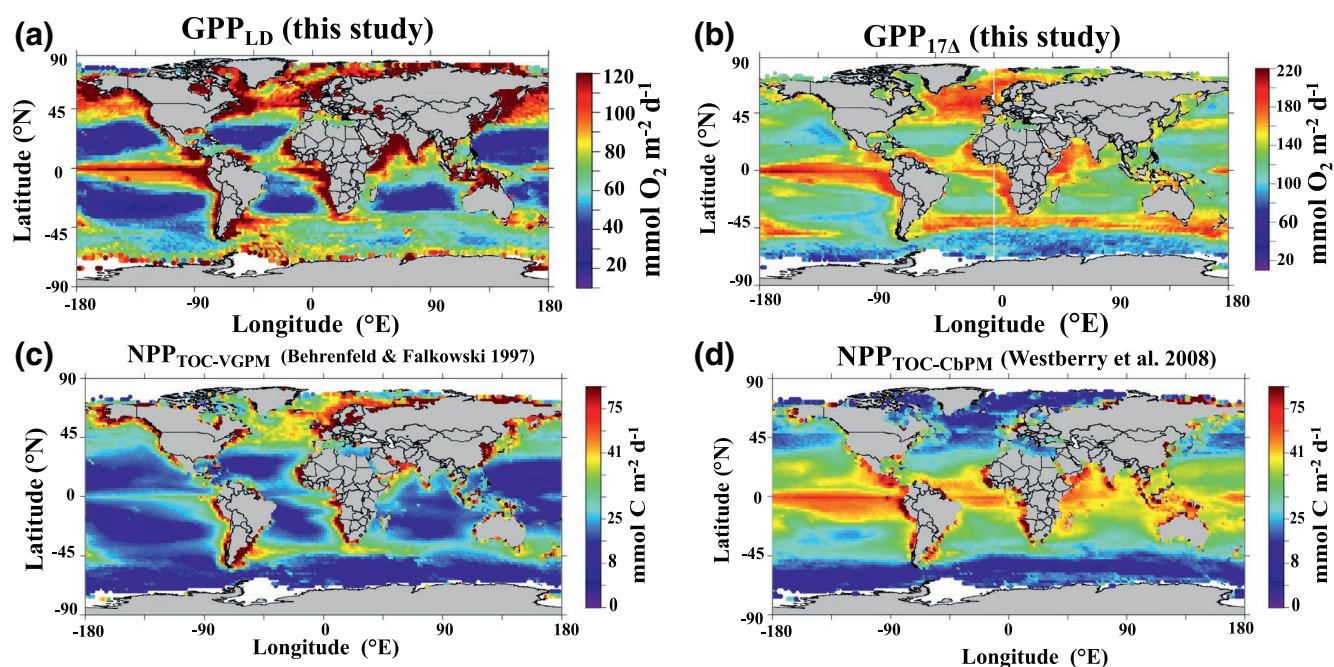 (a) GPP_LD (this study)
90
45
0
-45
-90
Latitude (°N)
-180 -90 0 90 180
Longitude (°E)
120
100
80
60
40
20
mmol O₂ m⁻² d⁻¹
(b) GPP_17Δ (this study)
90
45
0
-45
-90
Latitude (°N)
-180 -90 0 90 180
Longitude (°E)
220
180
140
100
60
20
mmol O₂ m⁻² d⁻¹
(c) NPP_TOC-VGPM (Behrenfeld & Falkowski 1997)
90
45
0
-45
-90
Latitude (°N)
-180 -90 0 90 180
Longitude (°E)
75
41
25
8
0
mmol C m⁻² d⁻¹
(d) NPP_TOC-CbPM (Westberry et al. 2008)
90
45
0
-45
-90
Latitude (°N)
-180 -90 0 90 180
Longitude (°E)
75
41
25
8
0
mmol C m⁻² d⁻¹